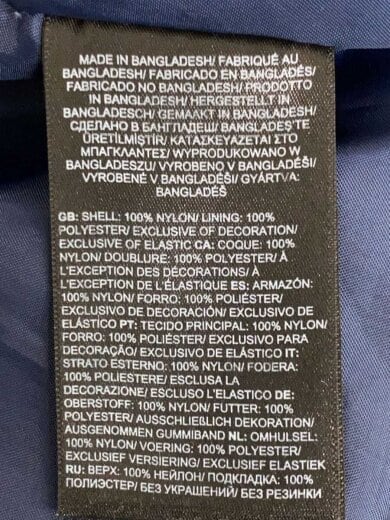 MADE IN BANGLADESH/ FABRIQUÉ AU
BANGLADESH/ FABRICADO EN BANGLADÉS/
FABRICADO NO BANGLADESH/ PRODOTTO
IN BANGLADESH/ HERGESTELLT IN
BANGLADESCH/ GEMAAKT IN BANGLADESH/
СДЕЛАНО В БАНГЛАДЕШ/ BANGLADEŞ'TE
ÜRETİLMİŞTİR/ ΚΑΤΑΣΚΕΥΑΖΕΤΑΙ ΣΤΟ
ΜΠΑΓΚΛΑΝΤΕΣ/ WYPRODUKOWANO W
BANGLADESZU/ VYROBENO V BANGLADÉŠI/
VYROBENÉ V BANGLADÉŠI/ GYÁRTVA:
BANGLADÉS
GB: SHELL: 100% NYLON/ LINING: 100%
POLYESTER/ EXCLUSIVE OF DECORATION/
EXCLUSIVE OF ELASTIC CA: COQUE: 100%
NYLON/ DOUBLURE: 100% POLYESTER/ À
L'EXCEPTION DES DÉCORATIONS/ À
L'EXCEPTION DE L'ÉLASTIQUE ES: ARMAZÓN:
100% NYLON/ FORRO: 100% POLIÉSTER/
EXCLUSIVO DE DECORACIÓN/ EXCLUSIVO DE
ELÁSTICO PT: TECIDO PRINCIPAL: 100% NYLON/
FORRO: 100% POLIÉSTER/ EXCLUSIVO PARA
DECORAÇÃO/ EXCLUSIVO DE ELÁSTICO IT:
STRATO ESTERNO: 100% NYLON/ FODERA:
100% POLIESTERE/ ESCLUSA LA
DECORAZIONE/ ESCLUSO L'ELASTICO DE:
OBERSTOFF: 100% NYLON/ FUTTER: 100%
POLYESTER/ AUSSCHLIEẞLICH DEKORATION/
AUSGENOMMEN GUMMIBAND NL: OMHULSEL:
100% NYLON/ VOERING: 100% POLYESTER/
EXCLUSIEF VERSIERING/ EXCLUSIEF ELASTIEK
RU: ВЕРХ: 100% НЕЙЛОН/ ПОДКЛАДКА: 100%
ПОЛИЭСТЕР/ БЕЗ УКРАШЕНИЙ/ БЕЗ РЕЗИНКИ